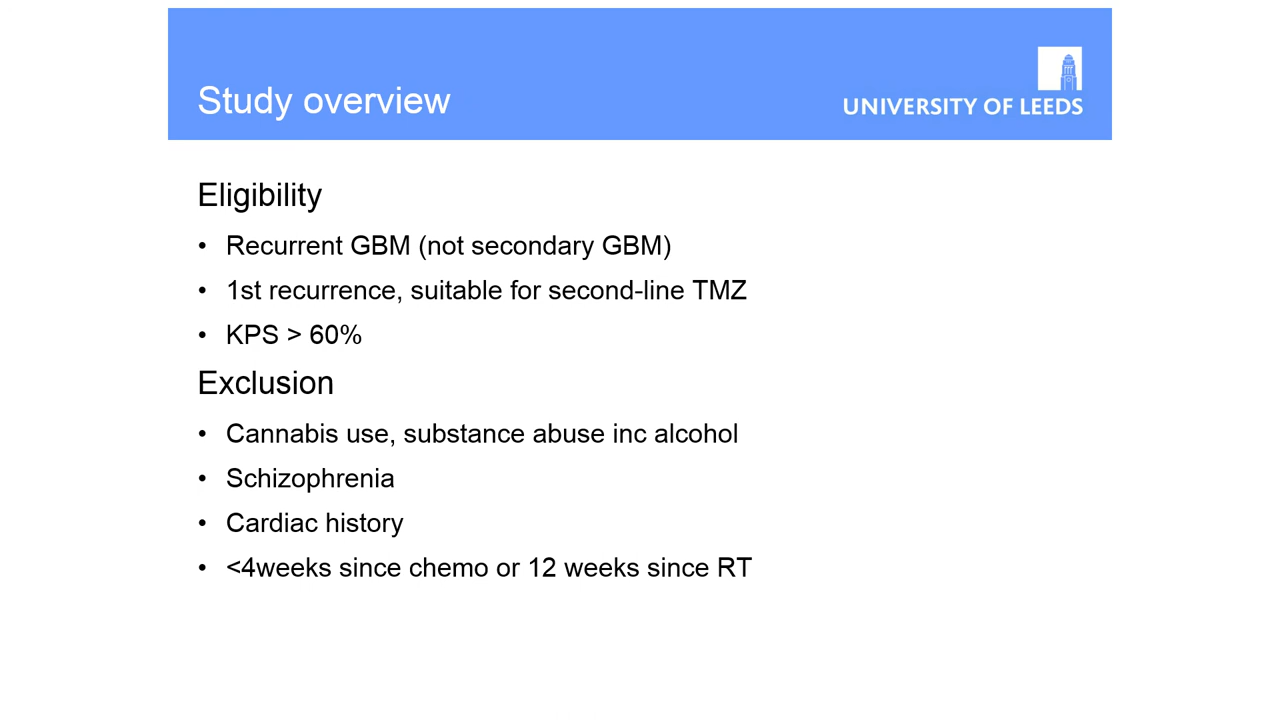 Study overview
UNIVERSITY OF LEEDS
Eligibility
• Recurrent GBM (not secondary GBM)
• 1st recurrence, suitable for second-line TMZ
• KPS > 60%
Exclusion
• Cannabis use, substance abuse inc alcohol
• Schizophrenia
• Cardiac history
• <4weeks since chemo or 12 weeks since RT